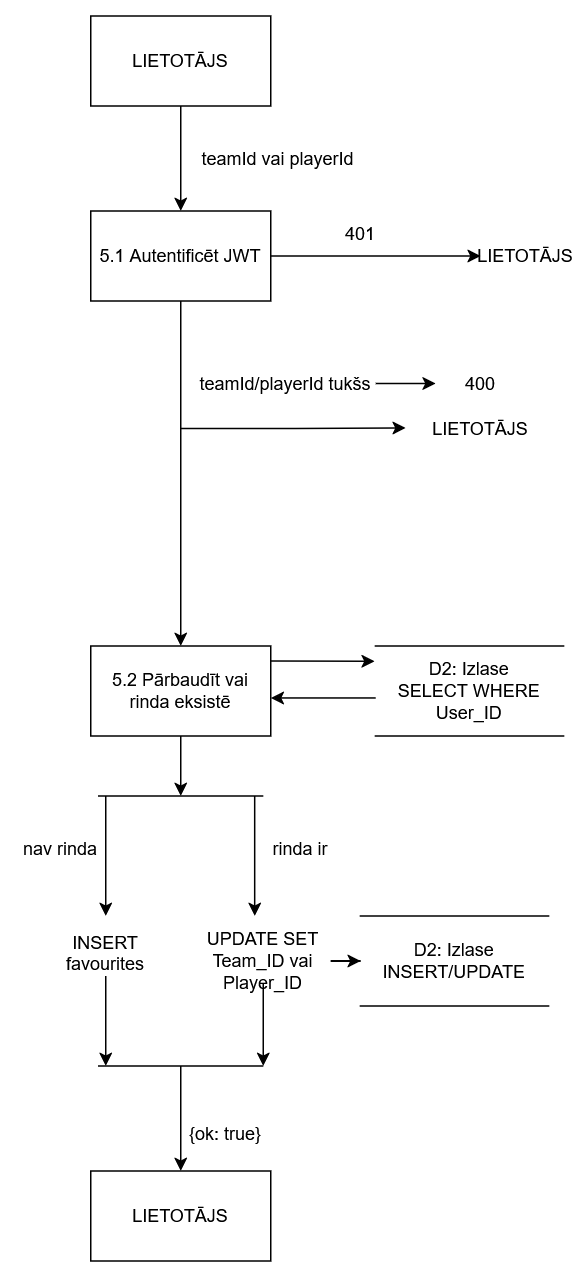 LIETOTĀJS
teamId vai playerId
5.1 Autentificēt JWT
401
LIETOTĀJS
teamId/playerId tukšs
400
LIETOTĀJS
5.2 Pārbaudīt vai
rinda eksistē
D2: Izlase
SELECT WHERE
User_ID
nav rinda
rinda ir
INSERT
favourites
UPDATE SET
Team_ID vai
Player_ID
D2: Izlase
INSERT/UPDATE
{ok: true}
LIETOTĀJS